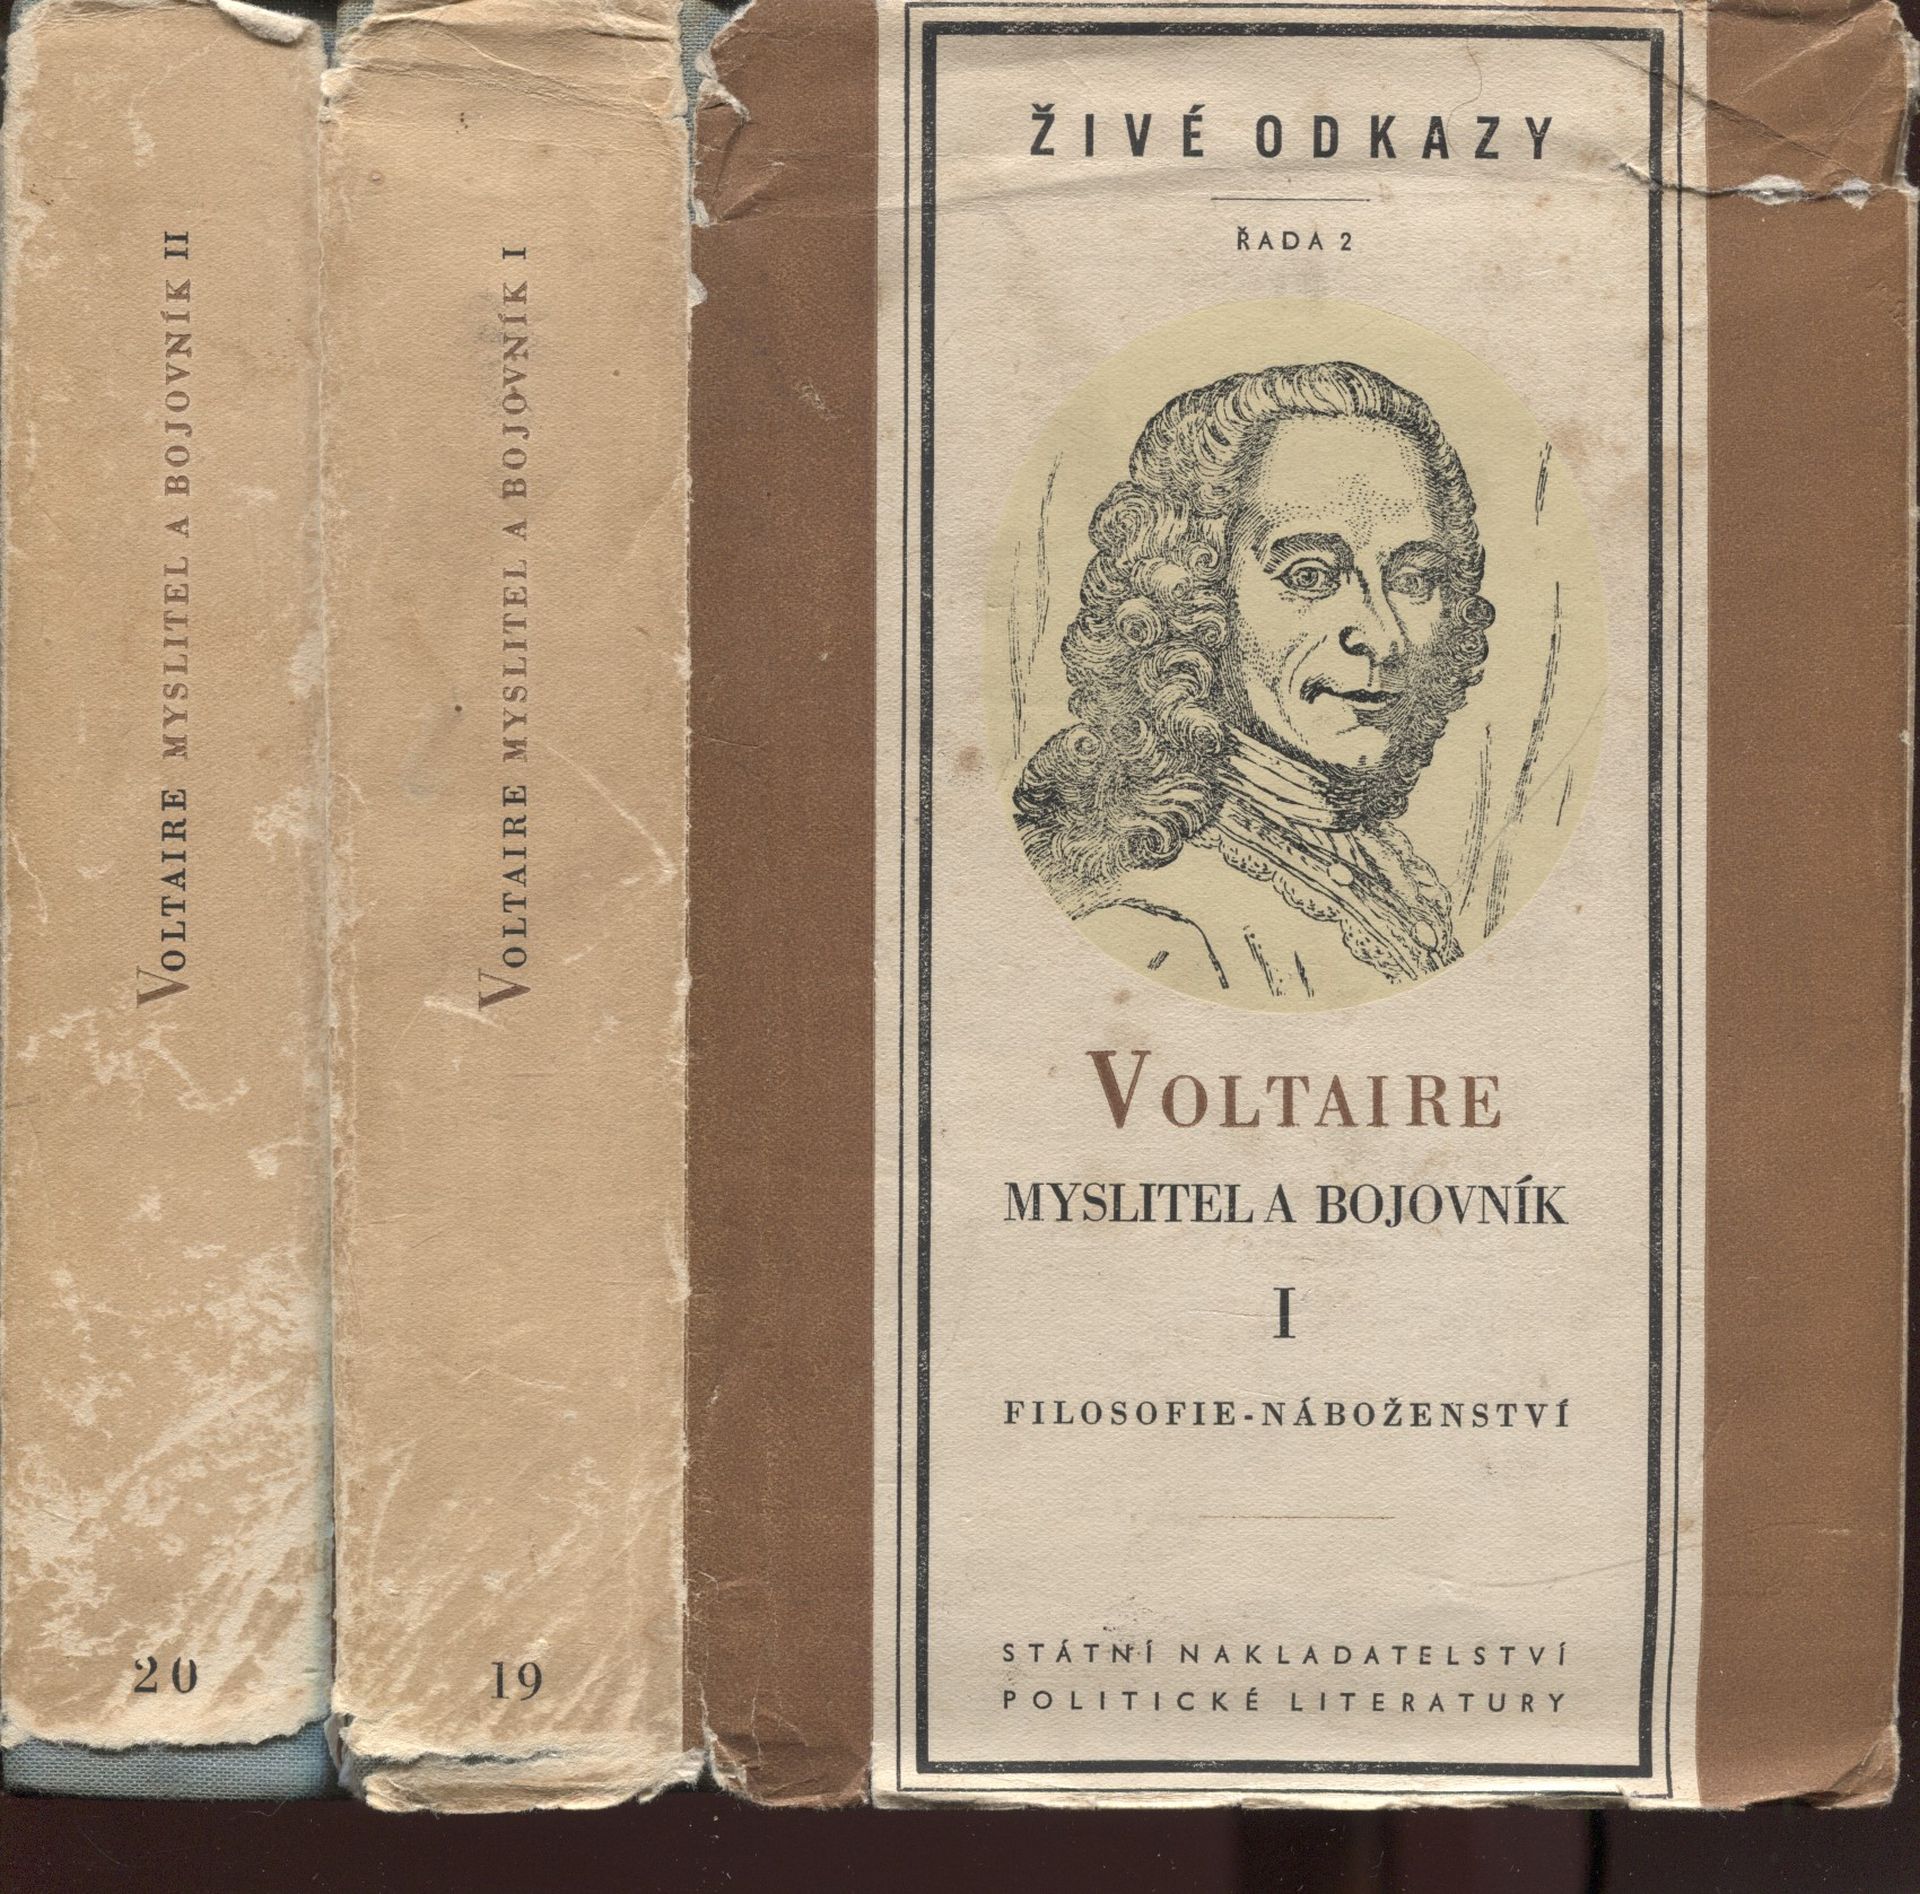 VOLTAIRE MYSLITEL A BOJOVNÍK II
20
VOLTAIRE MYSLITEL A BOJOVNÍK I
19
ŽIVÉ ODKAZY
ŘADA 2
VOLTAIRE
MYSLITEL A BOJOVNÍK
I
FILOSOFIE-NÁBOŽENSTVÍ
STÁTNÍ NAKLADATELSTVÍ
POLITICKÉ LITERATURY